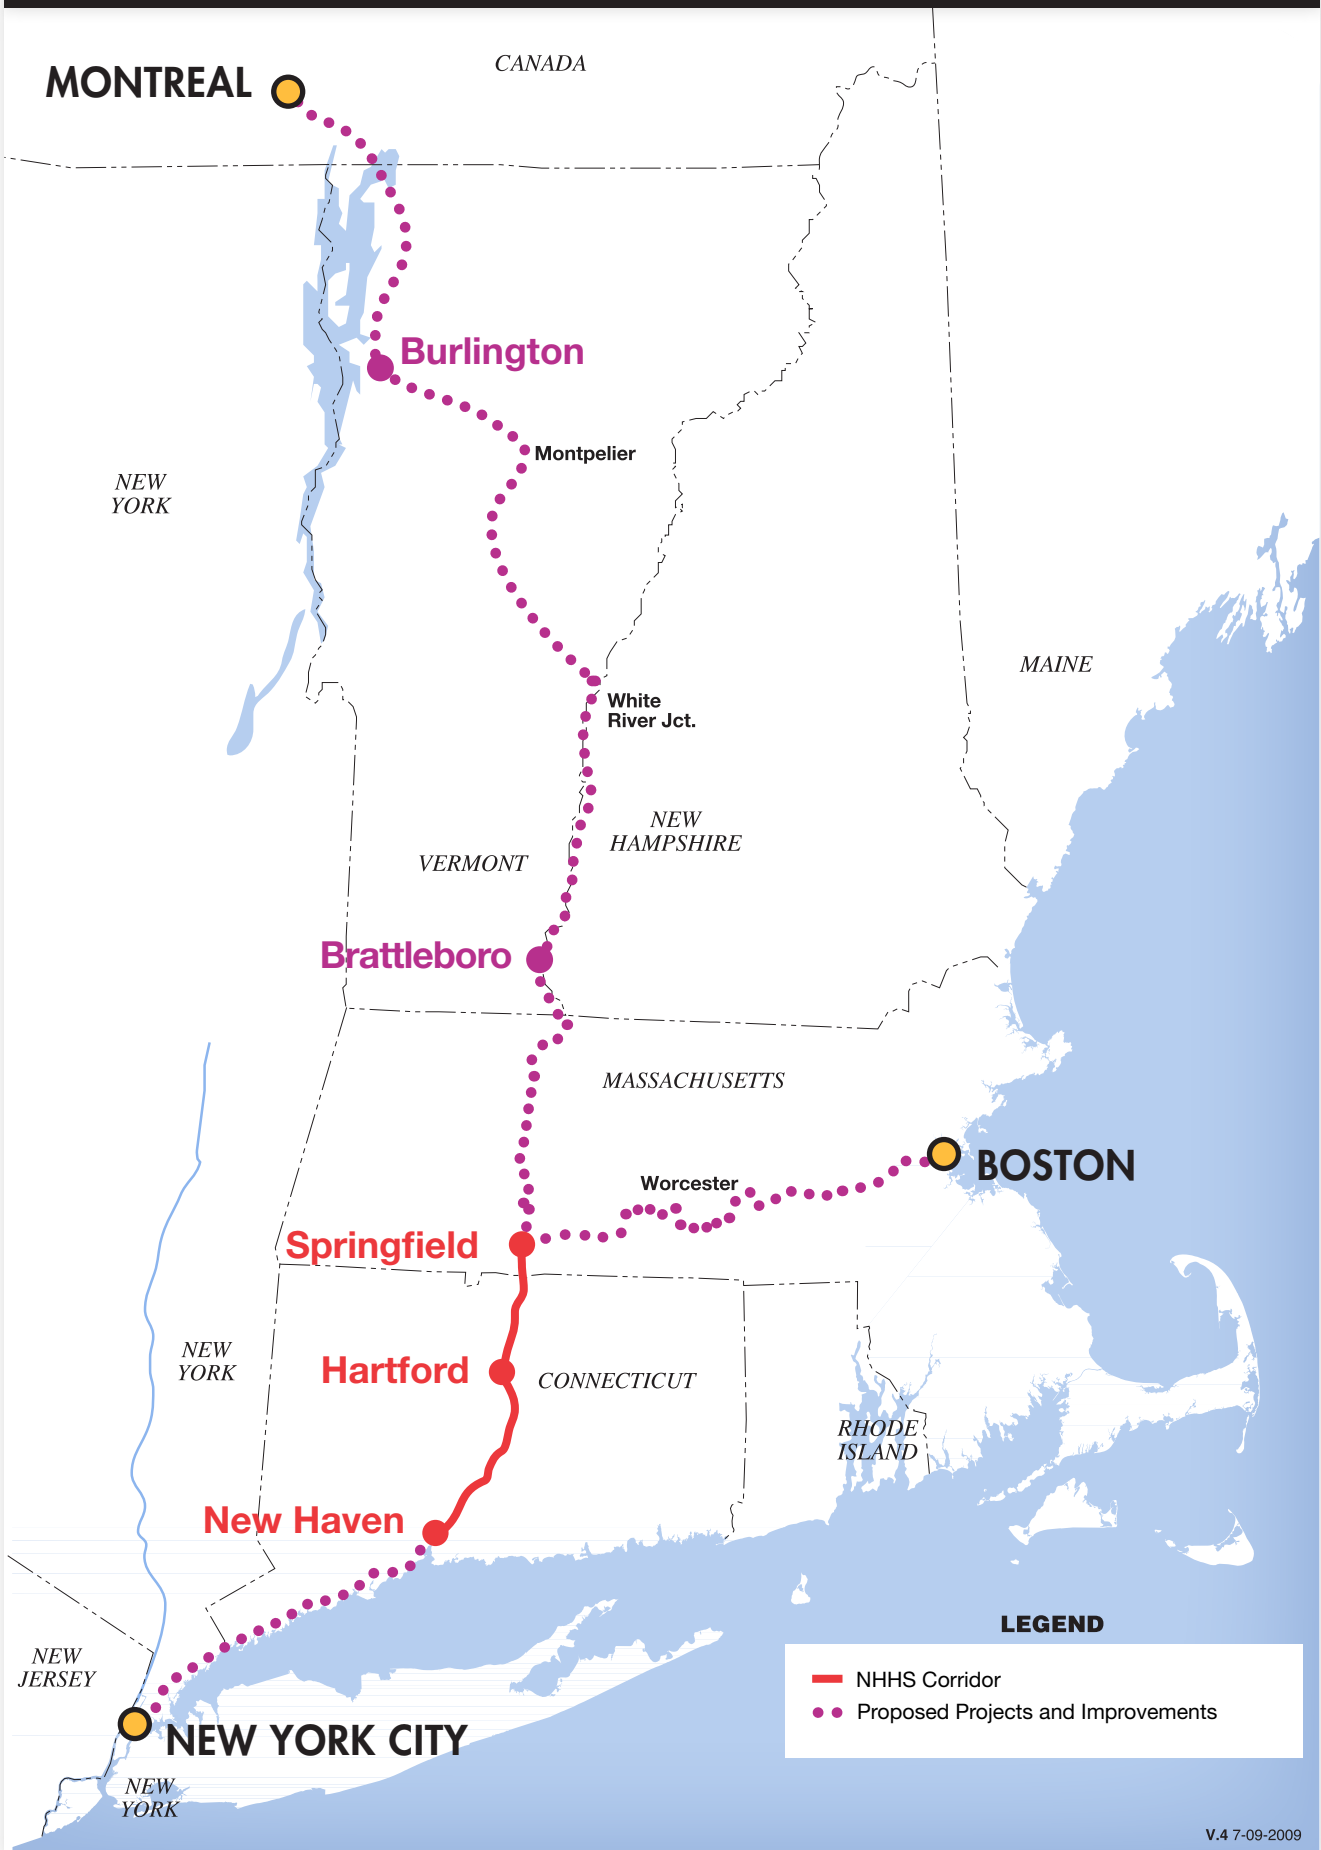 CANADA
MONTREAL
Burlington
Montpelier
NEW
YORK
MAINE
White
River Jct.
NEW
HAMPSHIRE
VERMONT
Brattleboro
MASSACHUSETTS
BOSTON
Worcester
Springfield
NEW
YORK
Hartford
CONNECTICUT
RHODE
ISLAND
New Haven
LEGEND
NHHS Corridor
Proposed Projects and Improvements
NEW
JERSEY
NEW YORK CITY
NEW
YORK
V.4 7-09-2009